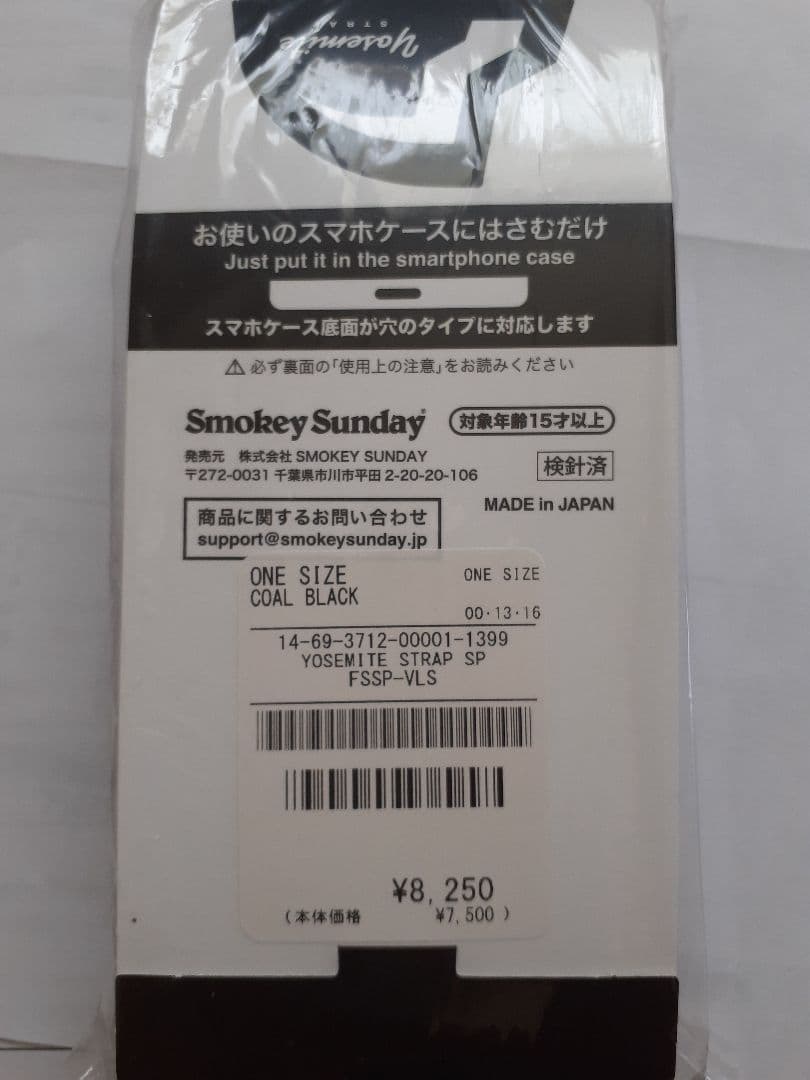 Yosemite
STRAP
お使いのスマホケースにはさむだけ
Just put it in the smartphone case
スマホケース底面が穴のタイプに対応します
⚠ 必ず裏面の「使用上の注意」をお読みください
Smokey Sunday 対象年齢15才以上
発売元 株式会社 SMOKEY SUNDAY
〒272-0031 千葉県市川市平田 2-20-20-106 検針済
MADE in JAPAN
商品に関するお問い合わせ
support@smokeysunday.jp
ONE SIZE ONE SIZE
COAL BLACK
00・13・16
14-69-3712-00001-1399
YOSEMITE STRAP SP
FSSP-VLS
¥8,250
(本体価格 ¥7,500)